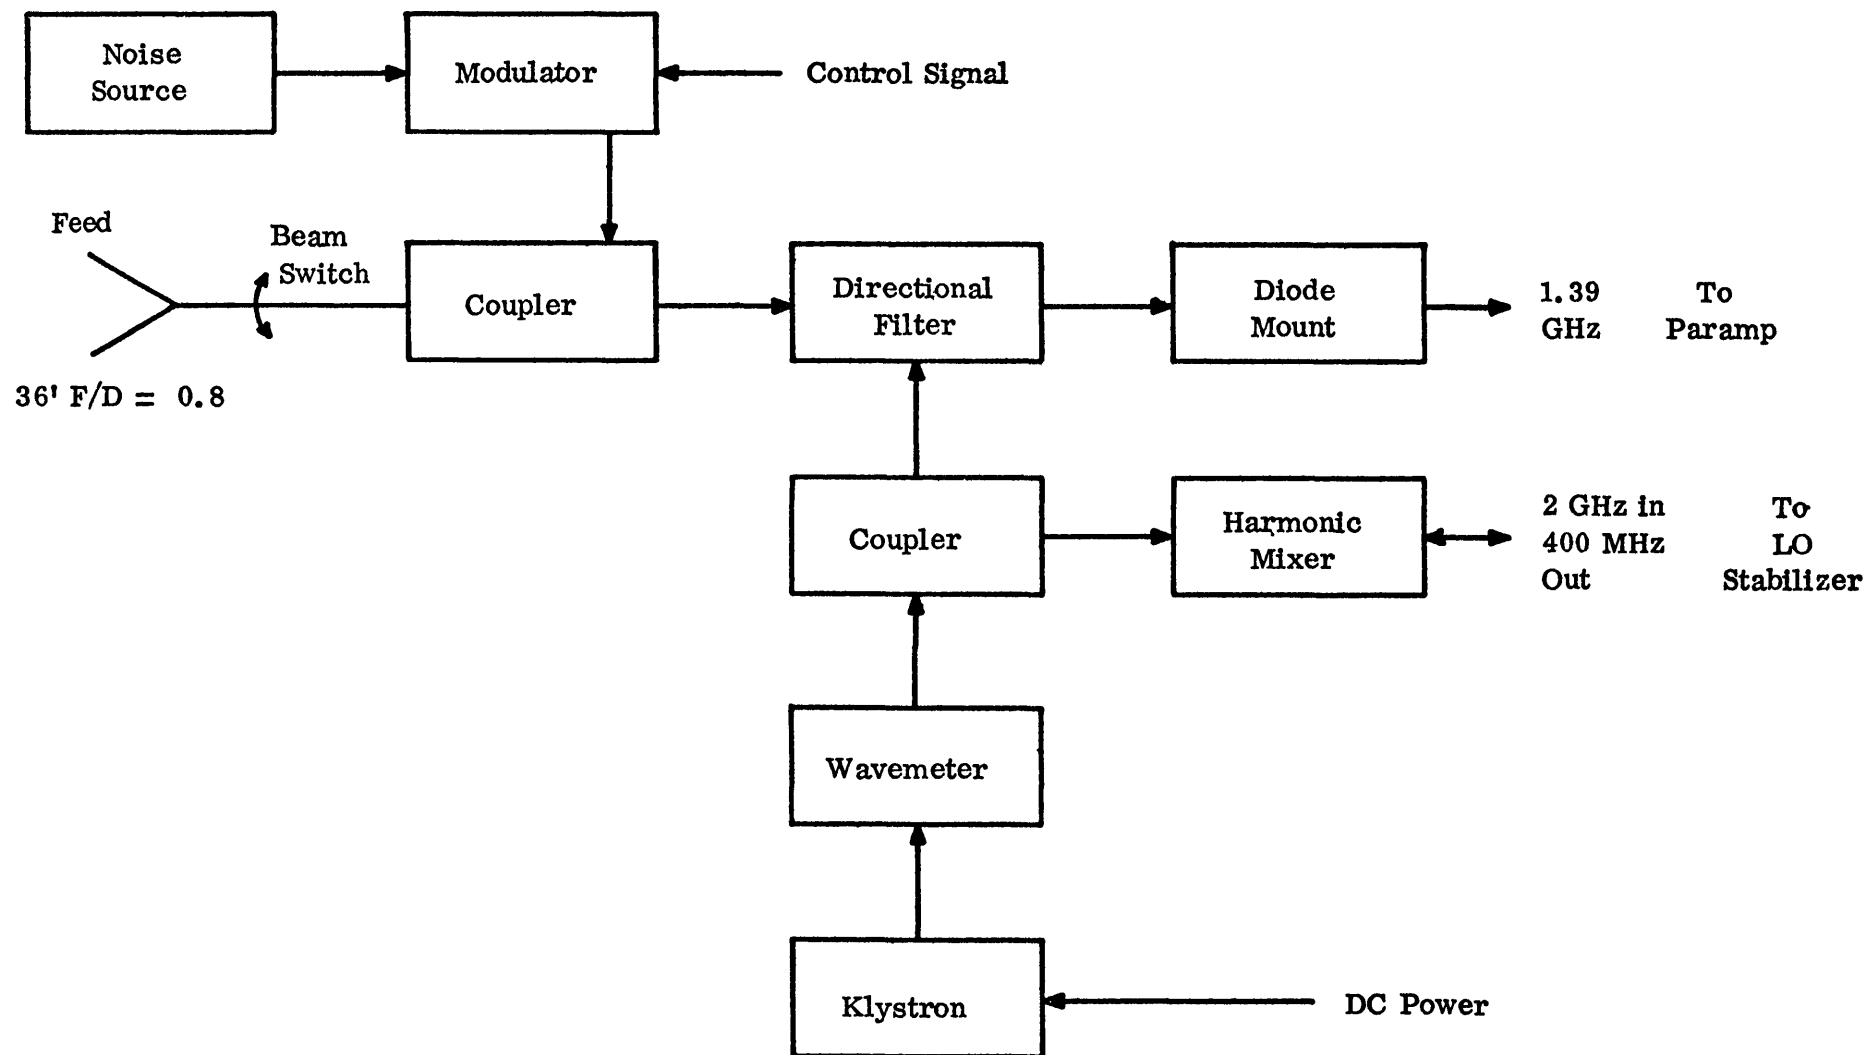 Noise
Source
Modulator
Control Signal
Feed
Beam
Switch
Coupler
Directional
Filter
Diode
Mount
1.39 To
GHz Paramp
36' F/D = 0.8
Coupler
Harmonic
Mixer
2 GHz in To
400 MHz LO
Out Stabilizer
Wavemeter
Klystron
DC Power